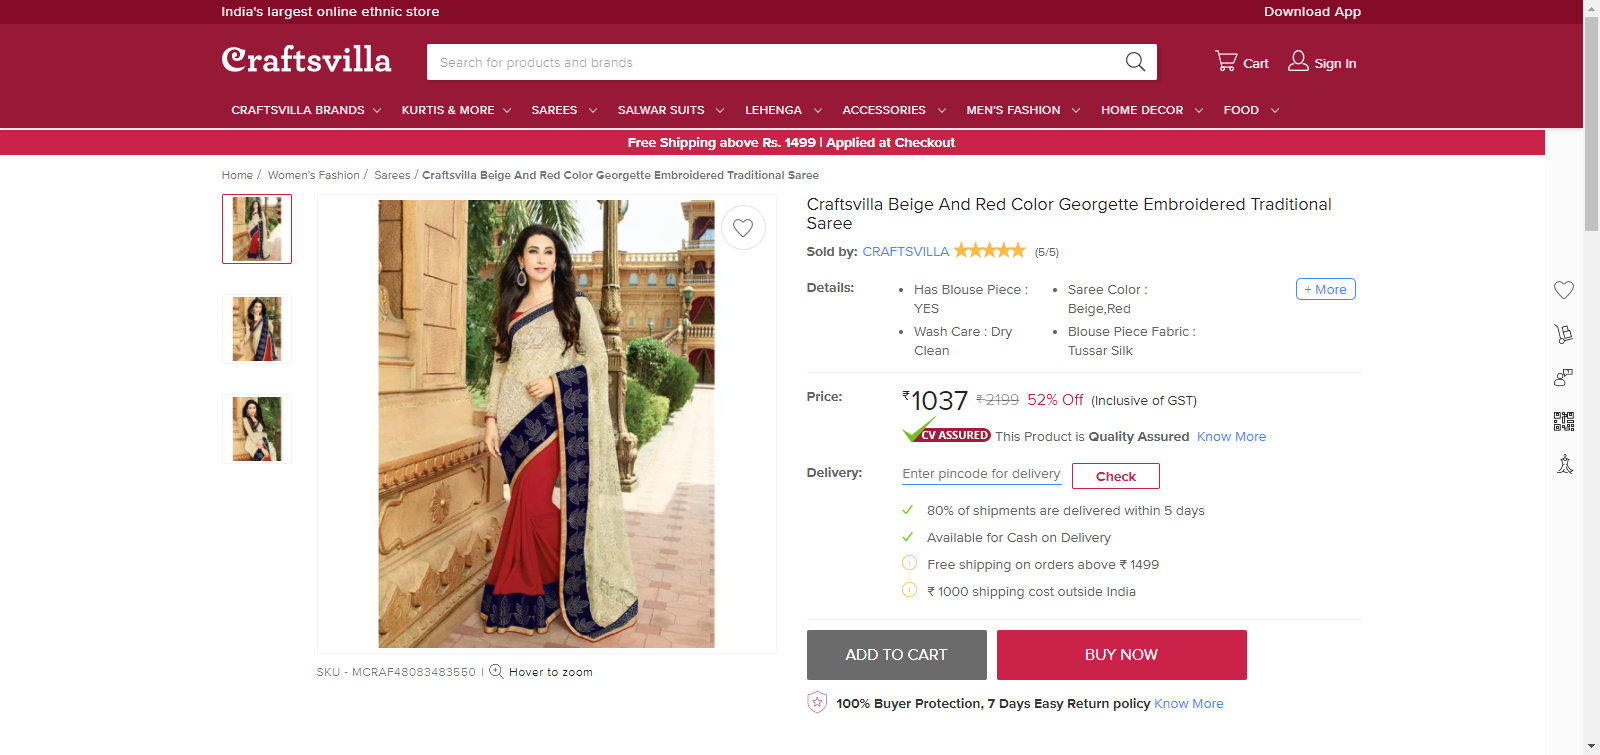 India's largest online ethnic store
Download App
Craftsvilla
Search for products and brands
Cart
Sign In
CRAFTSVILLA BRANDS
KURTIS & MORE
SAREES
SALWAR SUITS
LEHENGA
ACCESSORIES
MEN'S FASHION
HOME DECOR
FOOD
Free Shipping above Rs. 1499 | Applied at Checkout
Home / Women's Fashion / Sarees / Craftsvilla Beige And Red Color Georgette Embroidered Traditional Saree
Craftsvilla Beige And Red Color Georgette Embroidered Traditional
Saree
Sold by: CRAFTSVILLA (5/5)
Details:
• Has Blouse Piece :
YES
• Wash Care : Dry
Clean
• Saree Color :
Beige,Red
• Blouse Piece Fabric :
Tussar Silk
+ More
Price:
₹1037 ₹2199 52% Off (Inclusive of GST)
CV ASSURED This Product is Quality Assured Know More
Delivery:
Enter pincode for delivery
Check
80% of shipments are delivered within 5 days
Available for Cash on Delivery
Free shipping on orders above ₹ 1499
₹ 1000 shipping cost outside India
ADD TO CART
BUY NOW
SKU - MCRAF48083483550 | Hover to zoom
100% Buyer Protection, 7 Days Easy Return policy Know More